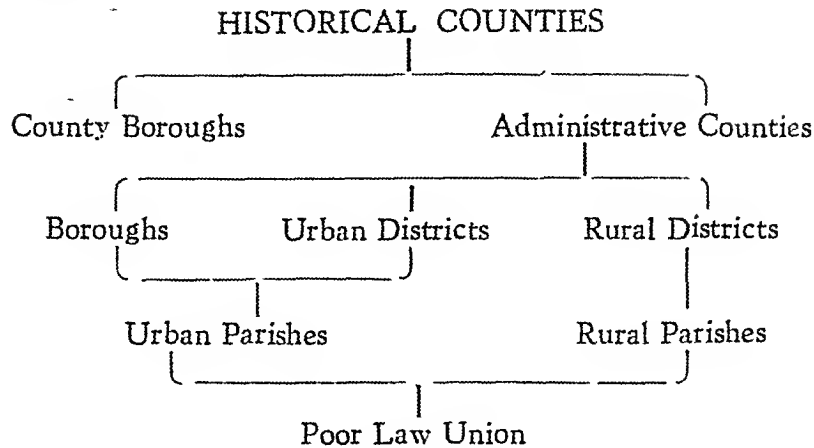 HISTORICAL COUNTIES
County Boroughs Administrative Counties
Boroughs Urban Districts Rural Districts
Urban Parishes Rural Parishes
Poor Law Union